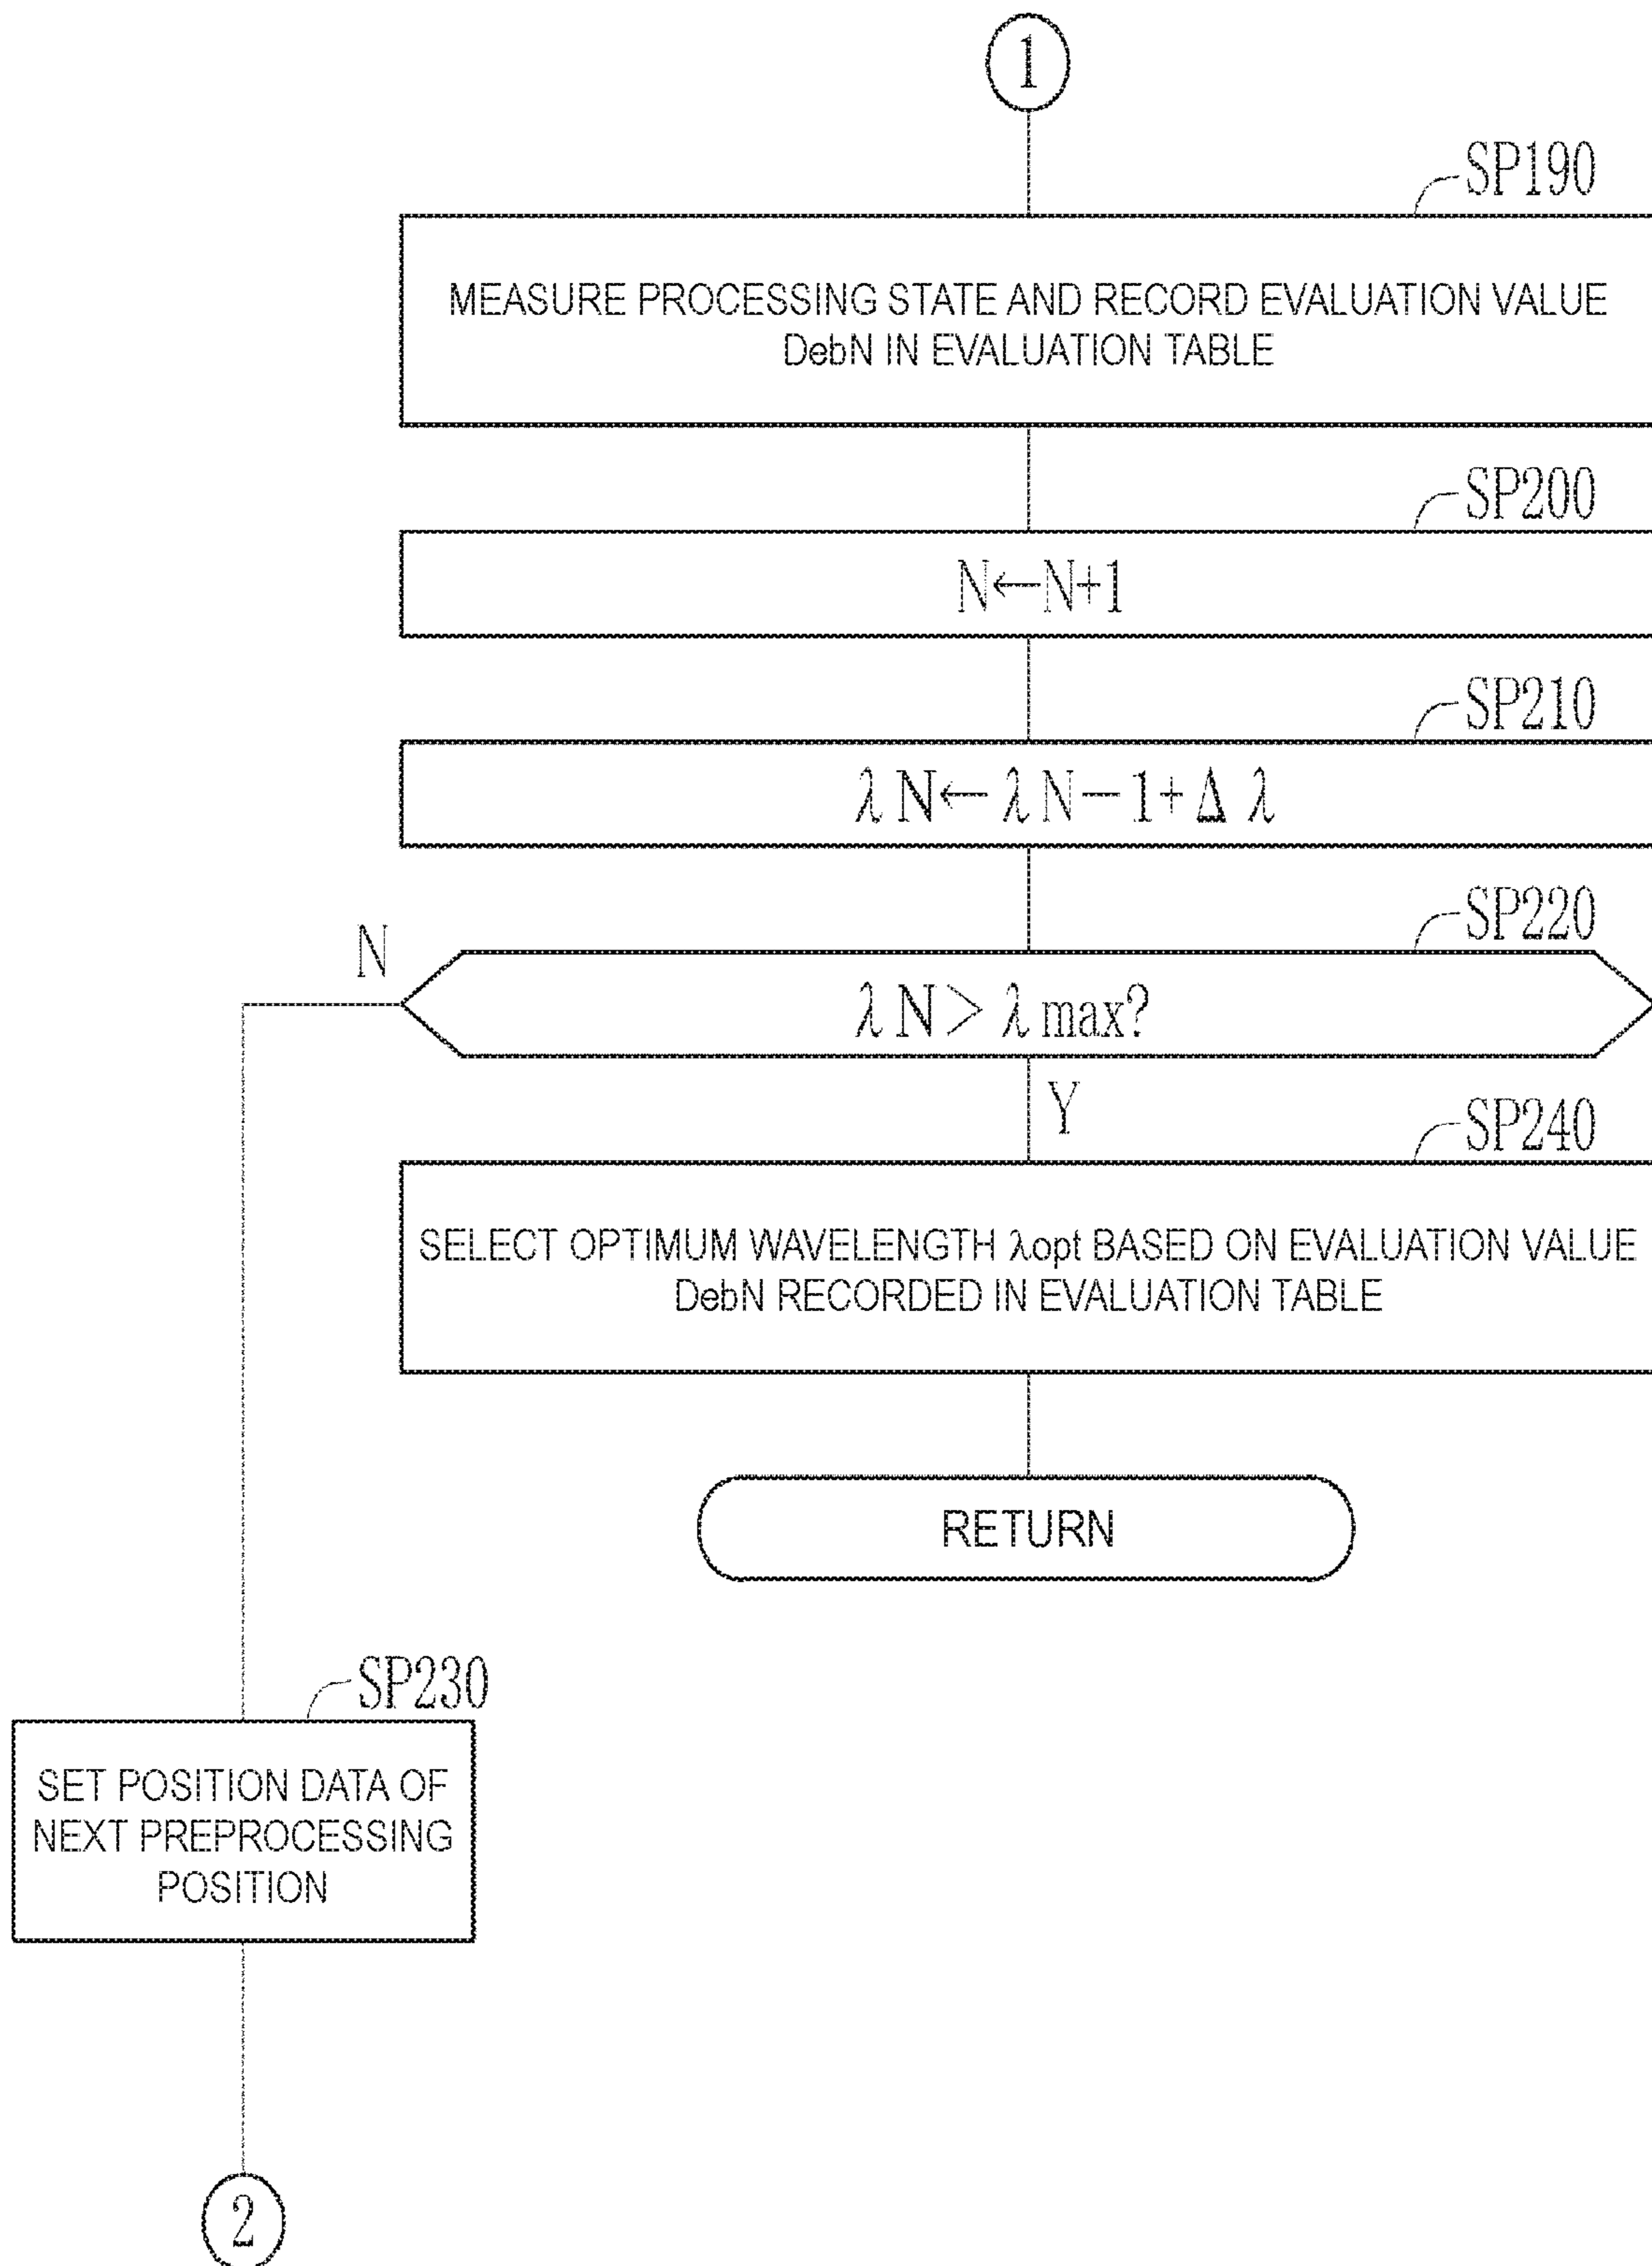 1
SP190
MEASURE PROCESSING STATE AND RECORD EVALUATION VALUE
DebN IN EVALUATION TABLE
SP200
N←N+1
SP210
λN←λN−1+Δλ
SP220
N
λN>λmax?
Y
SP240
SELECT OPTIMUM WAVELENGTH λopt BASED ON EVALUATION VALUE
DebN RECORDED IN EVALUATION TABLE
RETURN
SP230
SET POSITION DATA OF
NEXT PREPROCESSING
POSITION
2